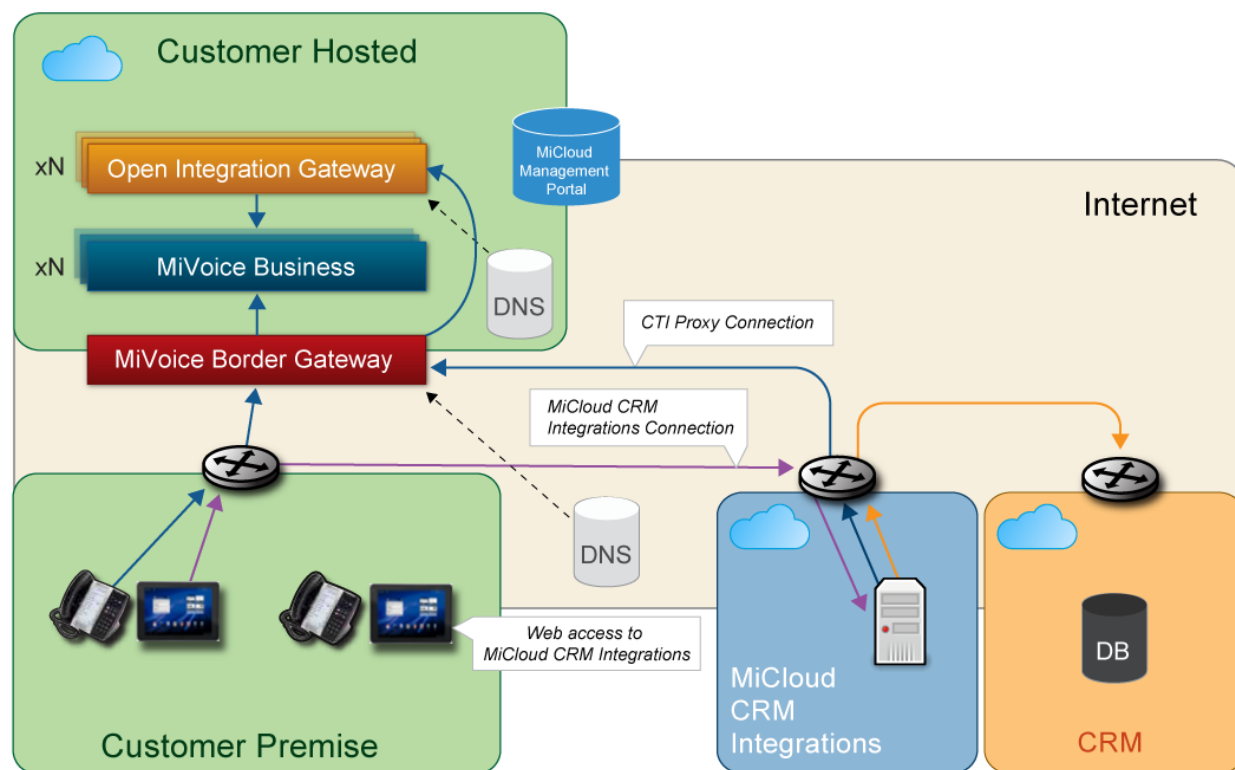 Customer Hosted
xN
Open Integration Gateway
MiCloud
Management
Portal
Internet
xN
MiVoice Business
DNS
CTI Proxy Connection
MiVoice Border Gateway
MiCloud CRM
Integrations Connection
DNS
Web access to
MiCloud CRM Integrations
DB
MiCloud
CRM
Integrations
Customer Premise
CRM